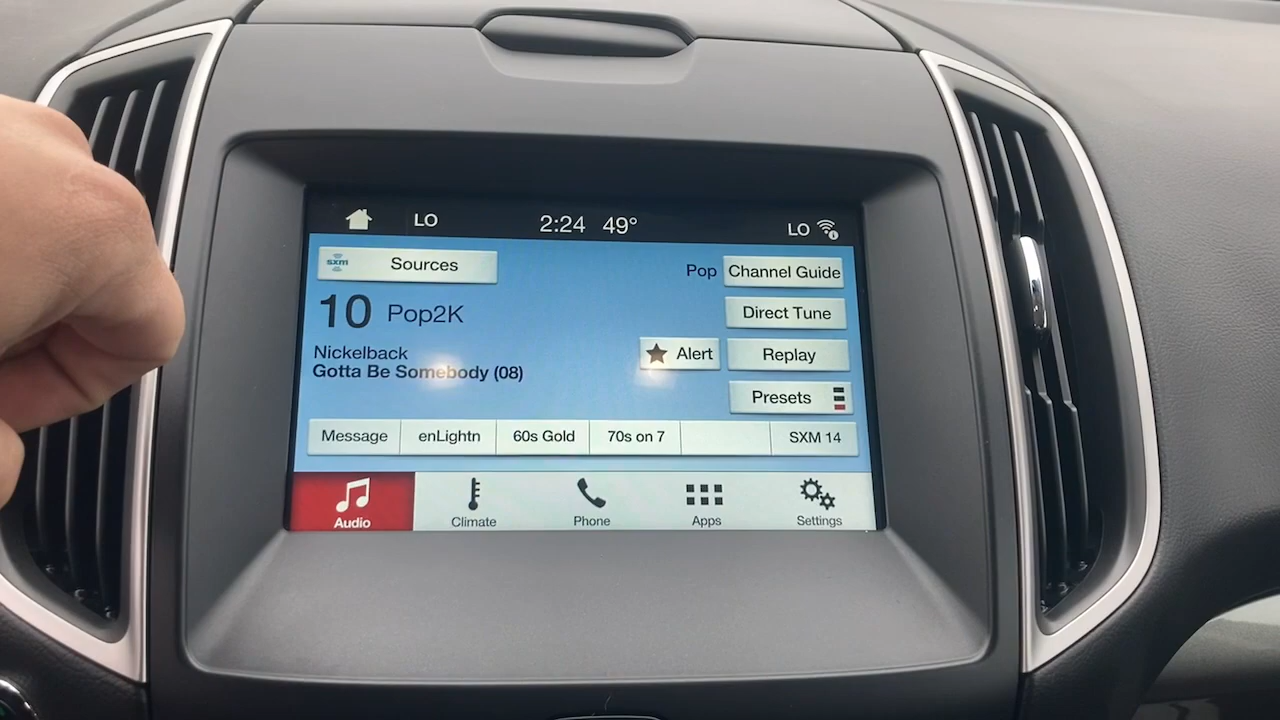 LO 2:24 49° LO
sxm Sources
Pop Channel Guide
10 Pop2K
Direct Tune
Nickelback
Gotta Be Somebody (08)
Alert Replay
Presets
Message enLightn 60s Gold 70s on 7 SXM 14
Audio Climate Phone Apps Settings